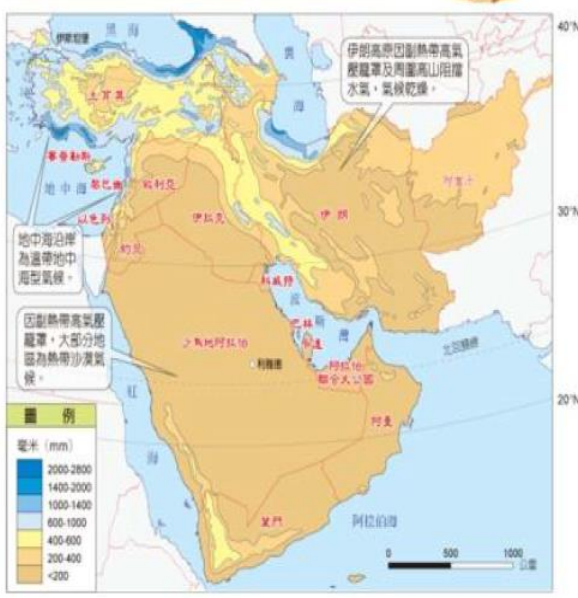 黑海
伊斯坦堡
裏海
40°N
伊朗高原因副熱帶高氣
壓籠罩及周圍高山阻擋
水氣，氣候乾燥。
土耳其
賽普勒斯
地中海
黎巴嫩
敘利亞
伊拉克
伊朗
阿富汗
以色列
約旦
30°N
地中海沿岸
為溫帶地中
海型氣候。
科威特
波斯灣
巴林
卡達
因副熱帶高氣壓
籠罩，大部分地
區為熱帶沙漠氣
候。
沙烏地阿拉伯
利雅德
阿拉伯
聯合大公國
北回歸線
20°N
紅海
阿曼
葉門
阿拉伯海
圖例
毫米（mm）
2000-2800
1400-2000
1000-1400
600-1000
400-600
200-400
<200
0 500 1000
公里